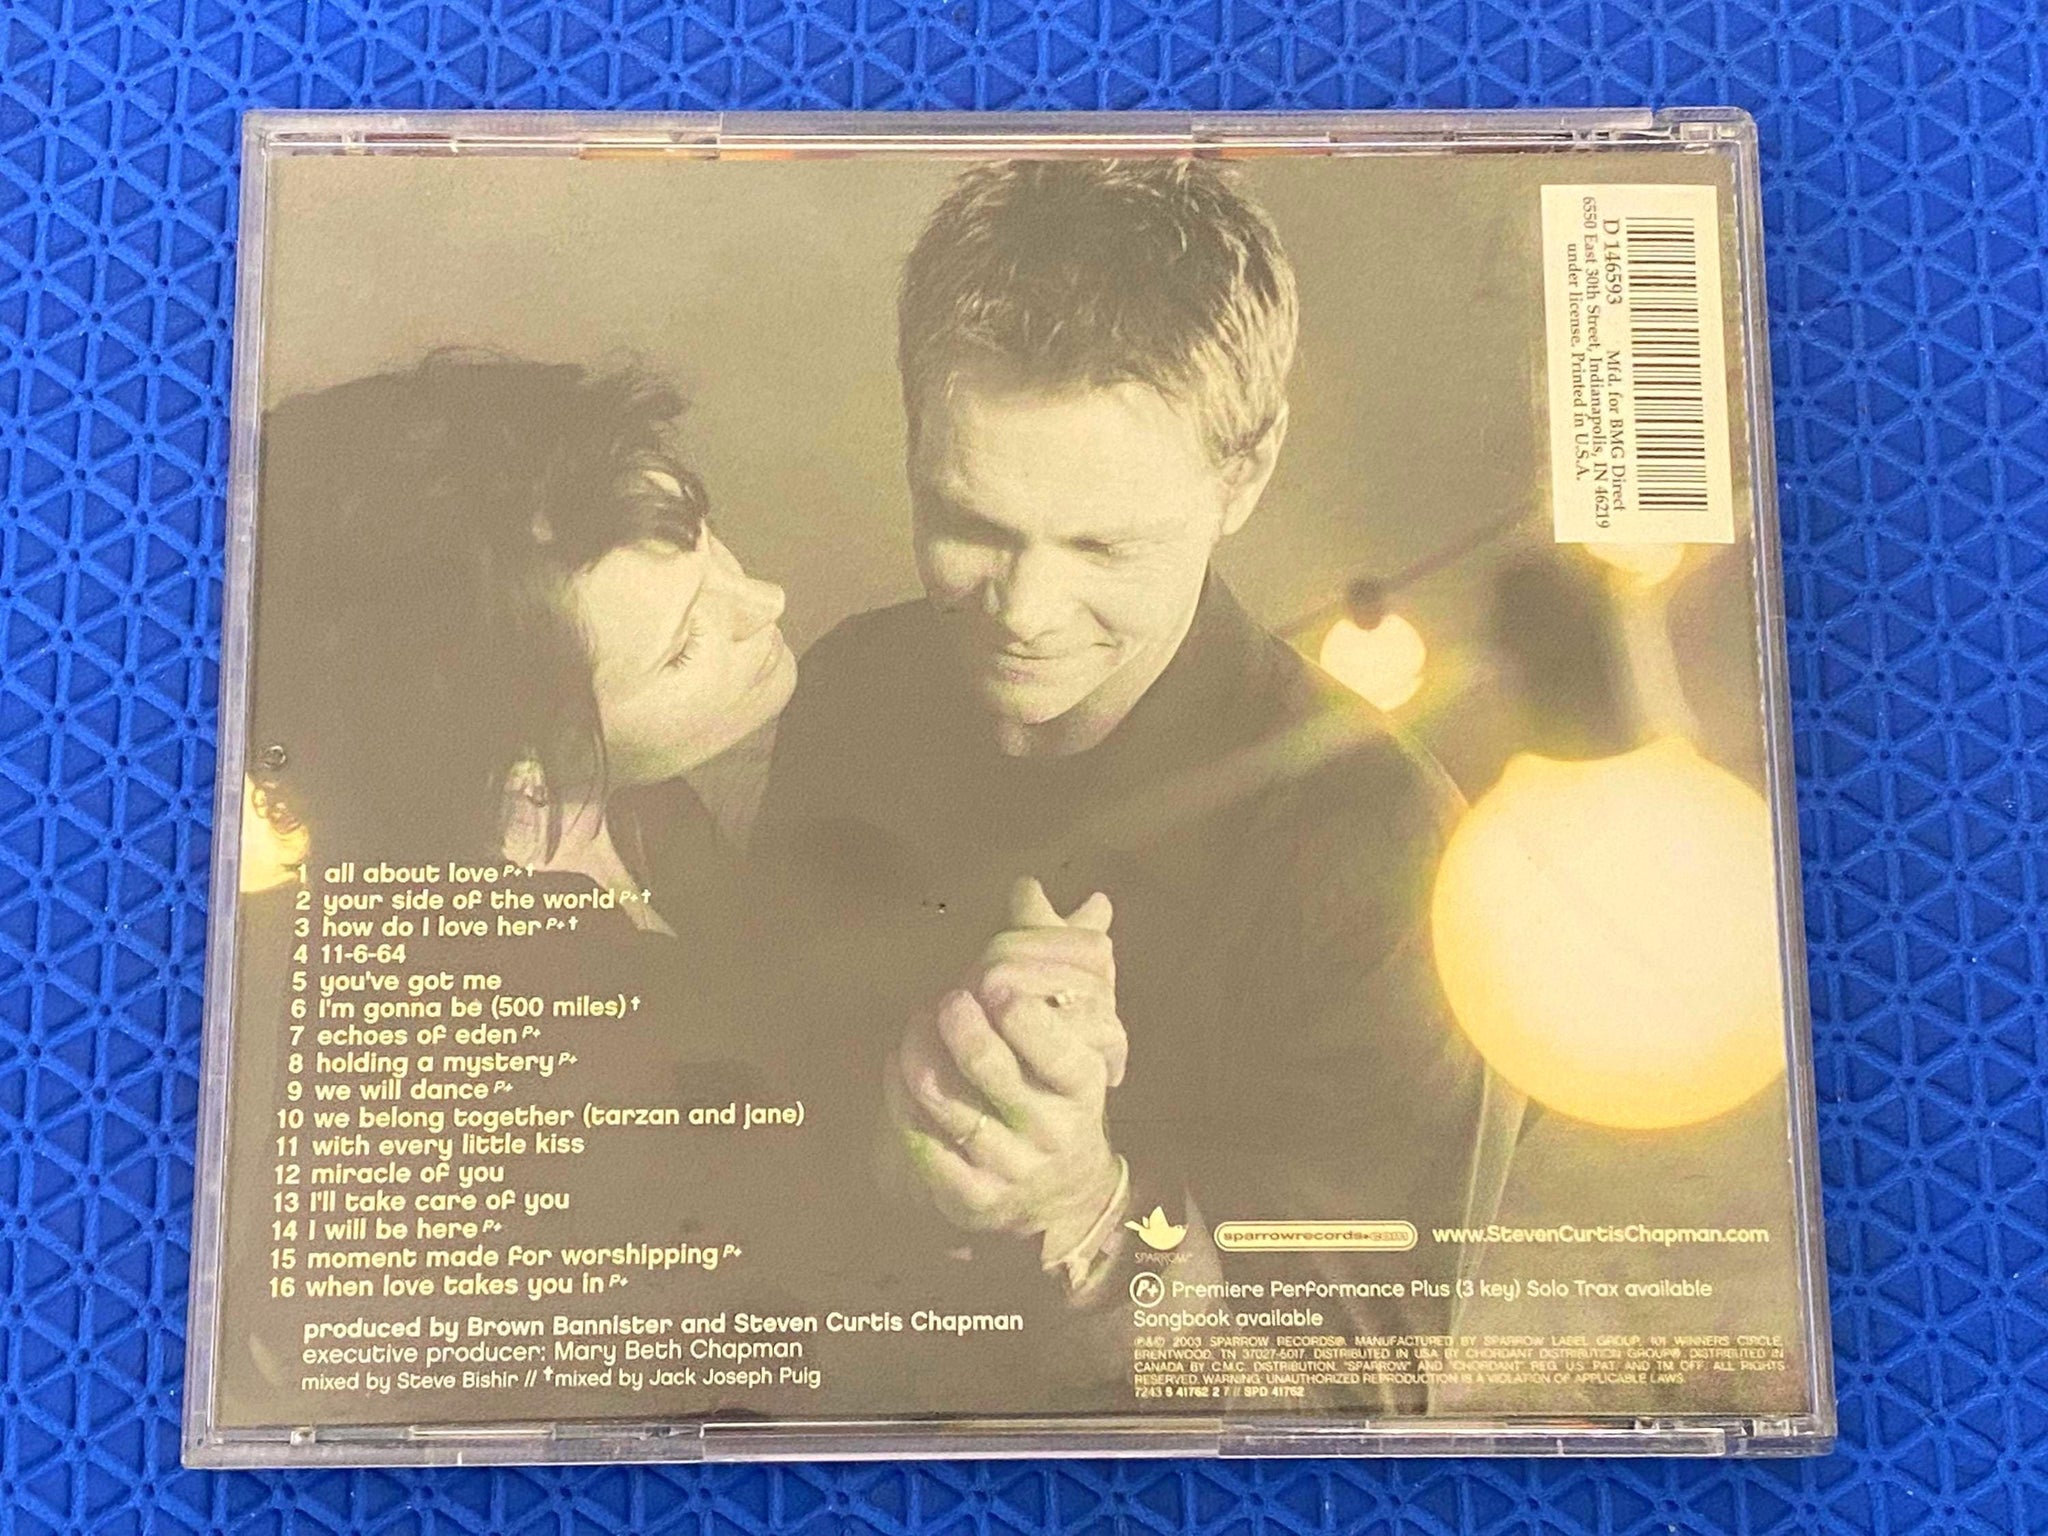 D 146593 Mfd. for BMG Direct
6550 East 30th Street, Indianapolis, IN 46219
under license. Printed in U.S.A.
1 all about love P+ †
2 your side of the world P+ †
3 how do I love her P+ †
4 11-6-64
5 you've got me
6 I'm gonna be (500 miles) †
7 echoes of eden P+
8 holding a mystery P+
9 we will dance P+
10 we belong together (tarzan and jane)
11 with every little kiss
12 miracle of you
13 I'll take care of you
14 I will be here P+
15 moment made for worshipping P+
16 when love takes you in P+
produced by Brown Bannister and Steven Curtis Chapman
executive producer: Mary Beth Chapman
mixed by Steve Bishir // †mixed by Jack Joseph Puig
SPARROW
sparrowrecords.com
www.StevenCurtisChapman.com
P+ Premiere Performance Plus (3 key) Solo Trax available
Songbook available
℗&© 2003 SPARROW RECORDS®. MANUFACTURED BY SPARROW LABEL GROUP, 101 WINNERS CIRCLE,
BRENTWOOD, TN 37027-5017. DISTRIBUTED IN USA BY CHORDANT DISTRIBUTION GROUP®. DISTRIBUTED IN
CANADA BY C.M.C. DISTRIBUTION. "SPARROW" AND "CHORDANT" REG. U.S. PAT. AND TM OFF. ALL RIGHTS
RESERVED. WARNING: UNAUTHORIZED REPRODUCTION IS A VIOLATION OF APPLICABLE LAWS.
7243 8 41762 2 7 // SPD 41762